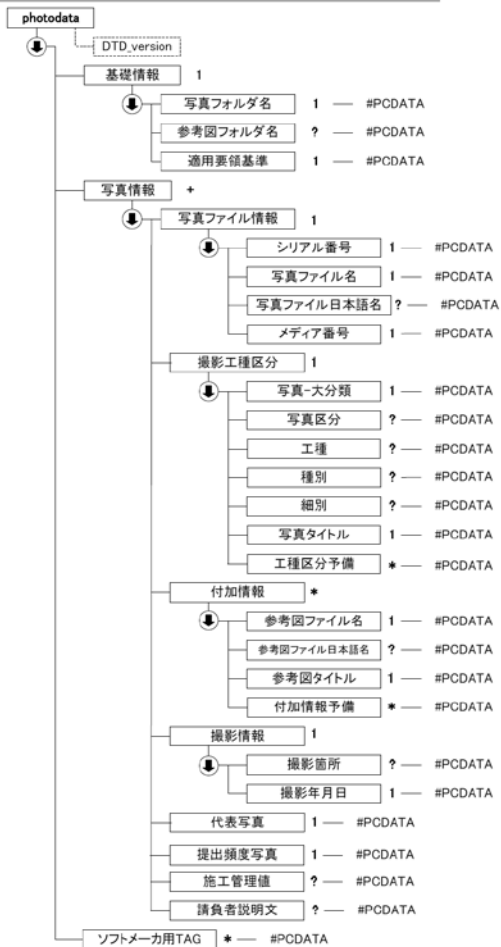 photodata
DTD_version
基礎情報 1
写真フォルダ名 1 — #PCDATA
参考図フォルダ名 ? — #PCDATA
適用要領基準 1 — #PCDATA
写真情報 +
写真ファイル情報 1
シリアル番号 1 — #PCDATA
写真ファイル名 1 — #PCDATA
写真ファイル日本語名 ? — #PCDATA
メディア番号 1 — #PCDATA
撮影工種区分 1
写真-大分類 1 — #PCDATA
写真区分 ? — #PCDATA
工種 ? — #PCDATA
種別 ? — #PCDATA
細別 ? — #PCDATA
写真タイトル 1 — #PCDATA
工種区分予備 * — #PCDATA
付加情報 *
参考図ファイル名 1 — #PCDATA
参考図ファイル日本語名 ? — #PCDATA
参考図タイトル 1 — #PCDATA
付加情報予備 * — #PCDATA
撮影情報 1
撮影箇所 ? — #PCDATA
撮影年月日 1 — #PCDATA
代表写真 1 — #PCDATA
提出頻度写真 1 — #PCDATA
施工管理値 ? — #PCDATA
請負者説明文 ? — #PCDATA
ソフトメーカ用TAG * — #PCDATA